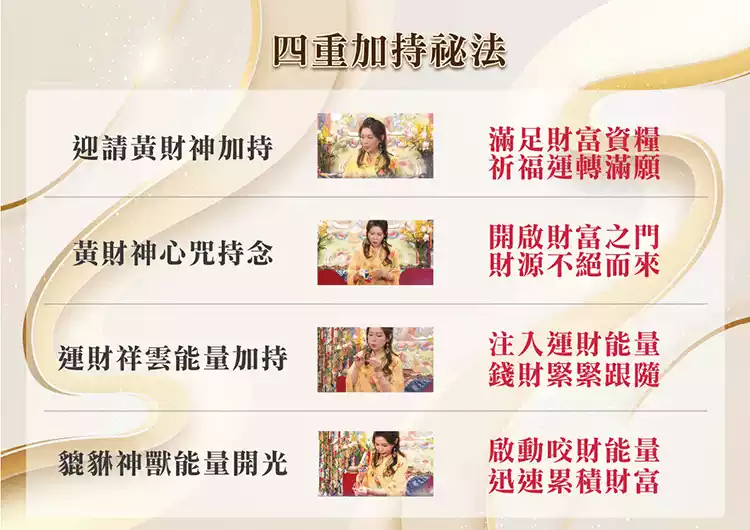 四重加持祕法
迎請黃財神加持
滿足財富資糧
祈福運轉滿願
黃財神心咒持念
開啟財富之門
財源不絕而來
運財祥雲能量加持
注入運財能量
錢財緊緊跟隨
貔貅神獸能量開光
啟動咬財能量
迅速累積財富